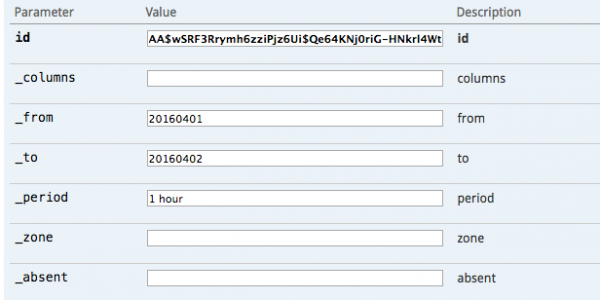 Parameter Value Description
id AA$wSRF3Rrymh6zziPjz6Ui$Qe64KNj0riG-HNkrl4Wt id
_columns columns
_from 20160401 from
_to 20160402 to
_period 1 hour period
_zone zone
_absent absent